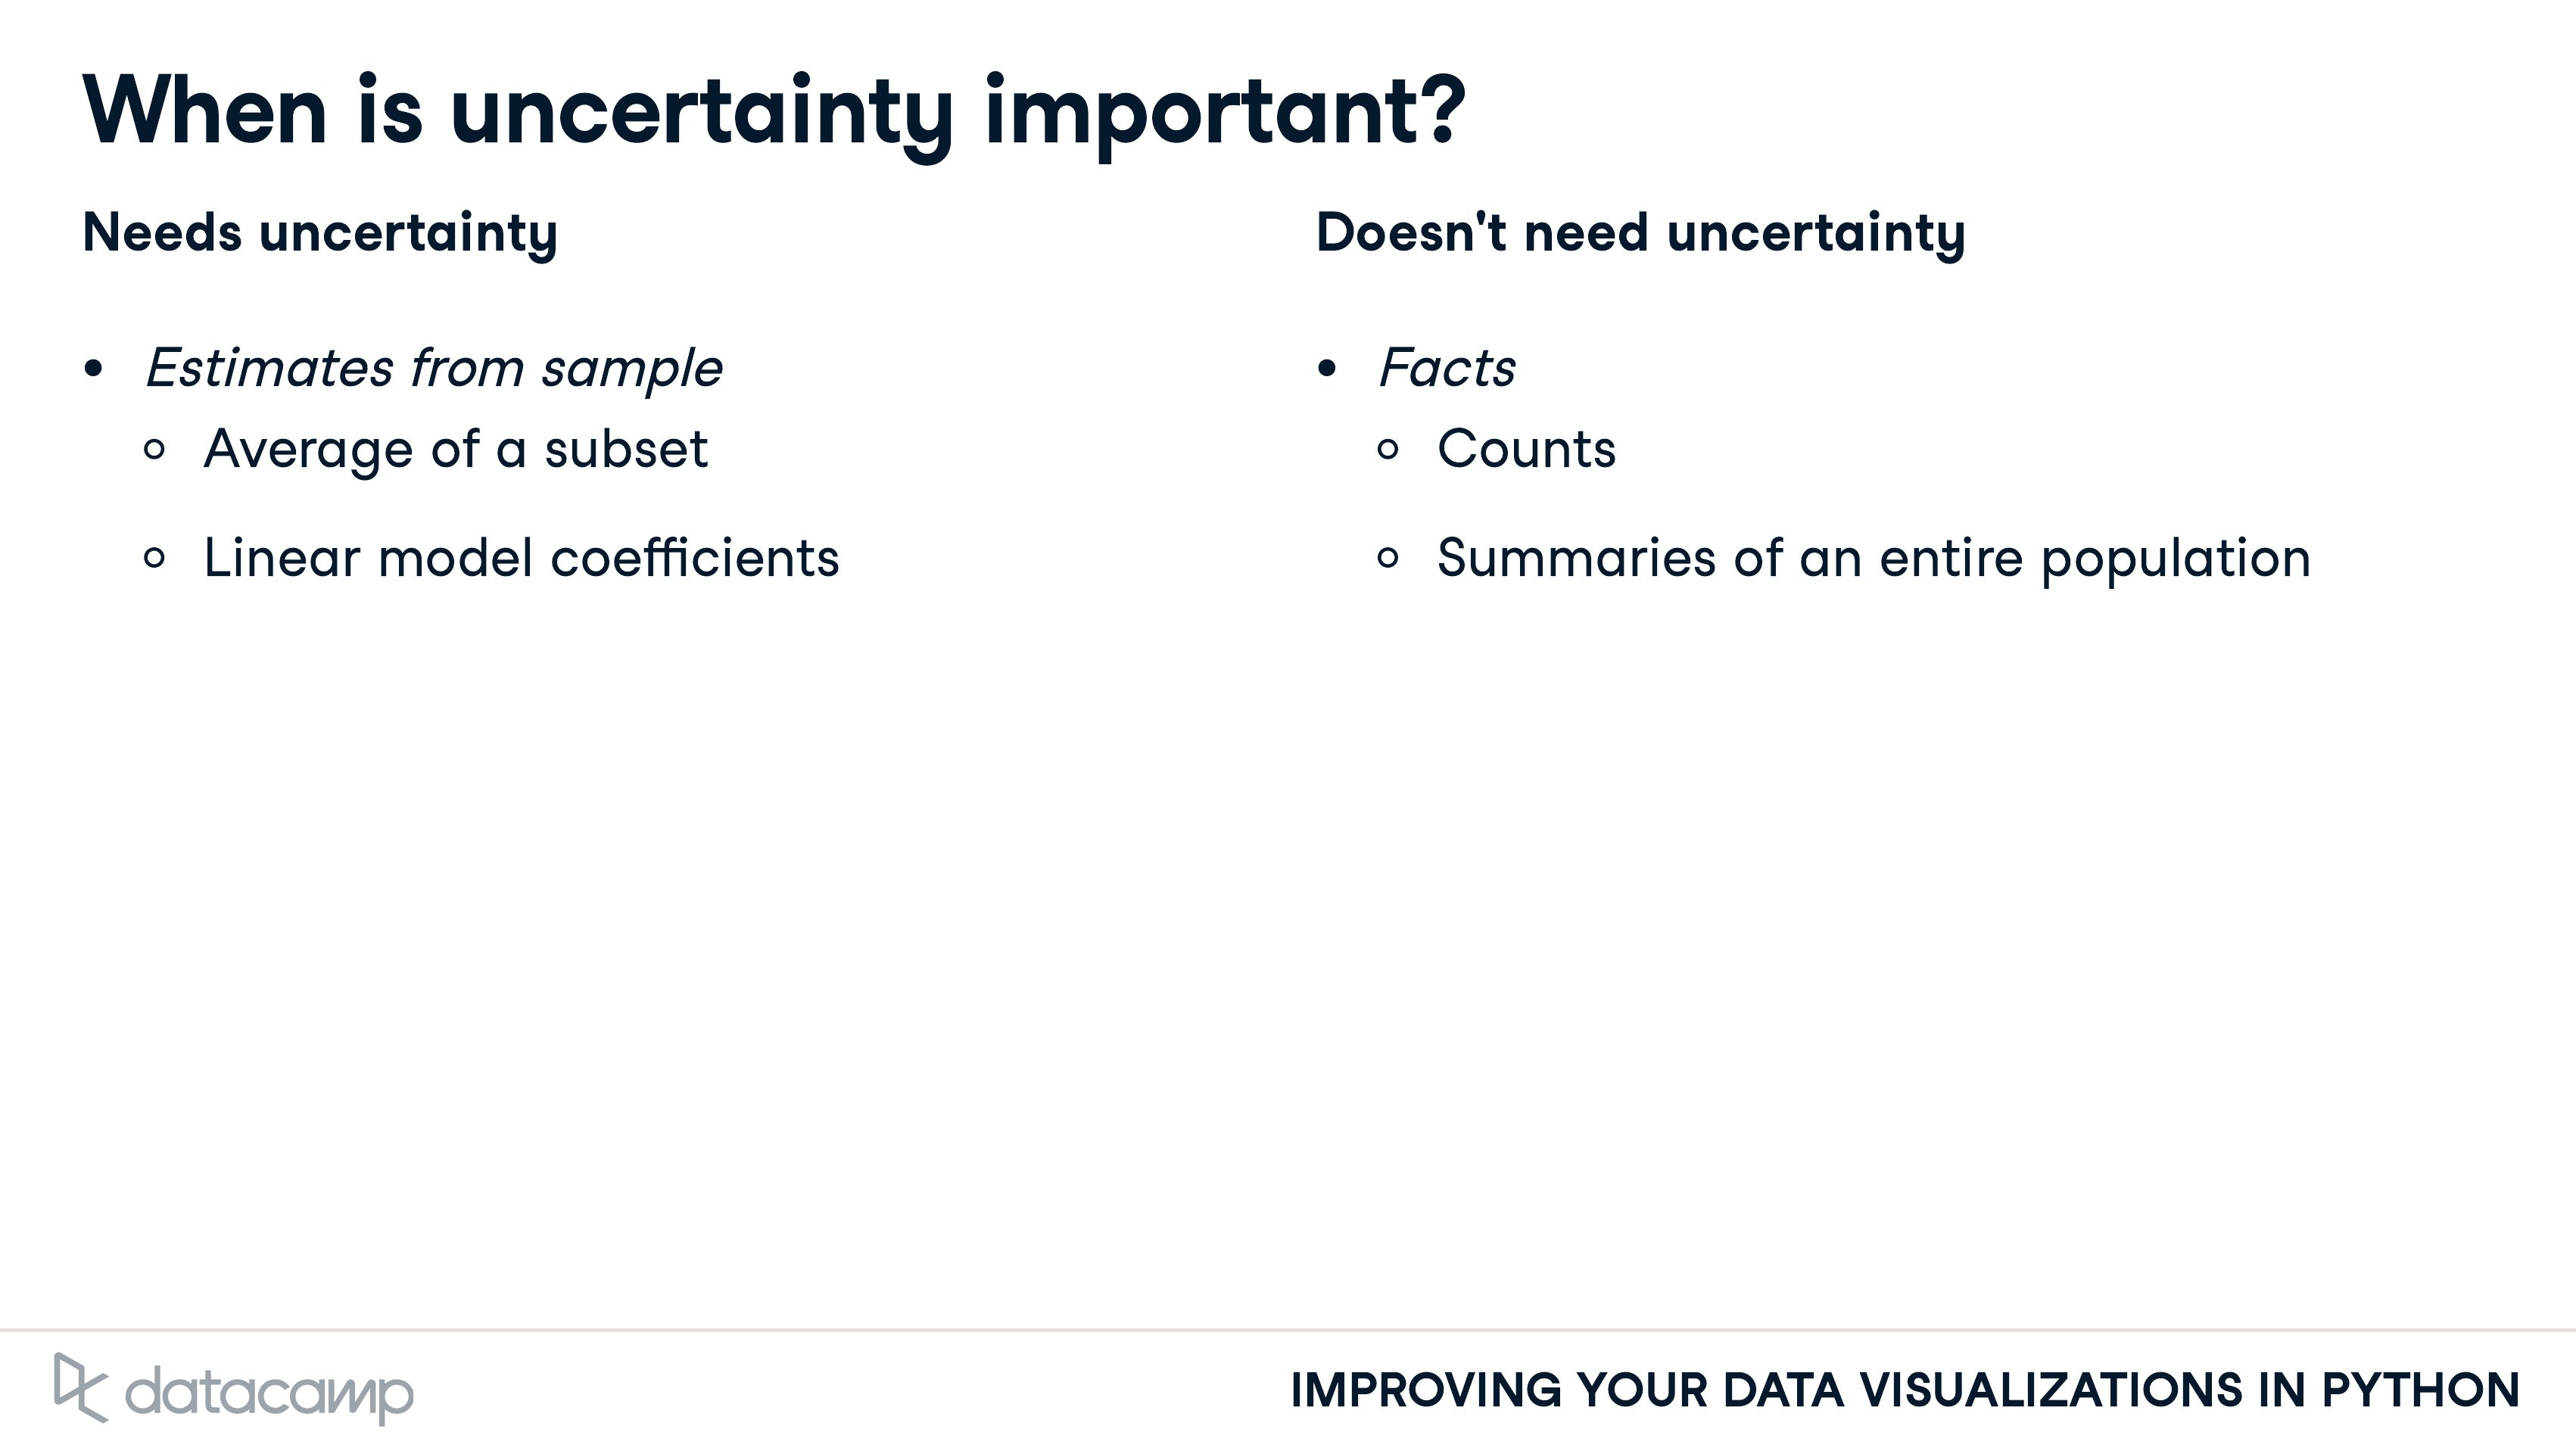 When is uncertainty important?
Needs uncertainty
• Estimates from sample
○ Average of a subset
○ Linear model coefficients
Doesn't need uncertainty
• Facts
○ Counts
○ Summaries of an entire population
datacamp
IMPROVING YOUR DATA VISUALIZATIONS IN PYTHON